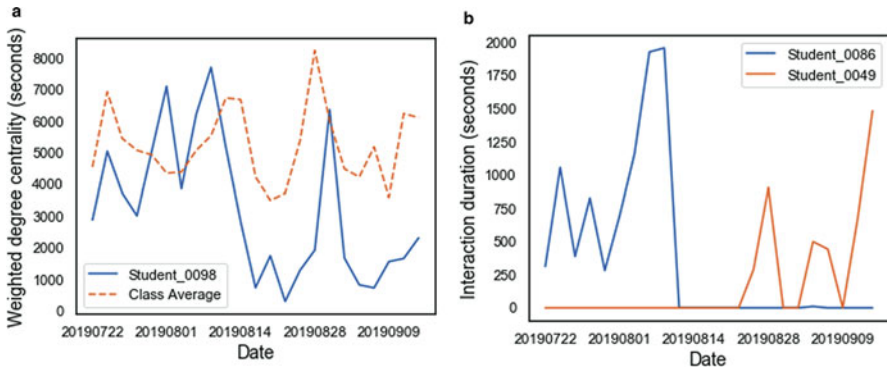 a
Weighted degree centrality (seconds)
8000
7000
6000
5000
4000
3000
2000
1000
0
Student_0098
Class Average
20190722 20190801 20190814 20190828 20190909
Date
b
Interaction duration (seconds)
2000
1750
1500
1250
1000
750
500
250
0
Student_0086
Student_0049
20190722 20190801 20190814 20190828 20190909
Date